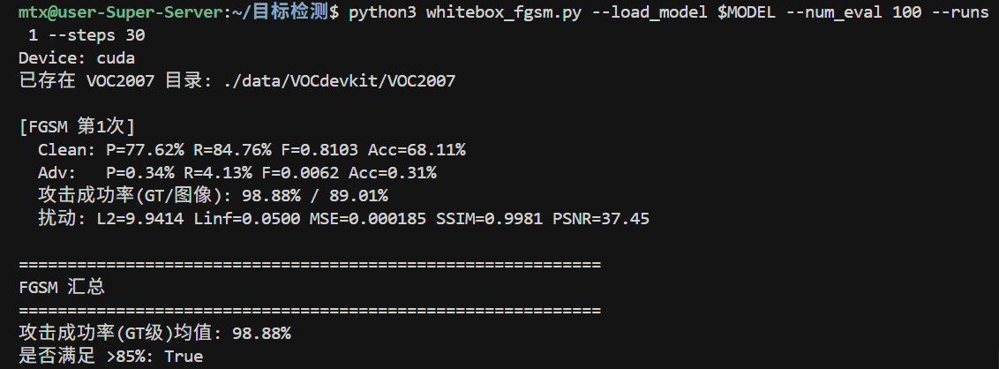 mtx@user-Super-Server:~/目标检测$ python3 whitebox_fgsm.py --load_model $MODEL --num_eval 100 --runs
 1 --steps 30
Device: cuda
已存在 VOC2007 目录: ./data/VOCdevkit/VOC2007
[FGSM 第1次]
  Clean: P=77.62% R=84.76% F=0.8103 Acc=68.11%
  Adv:   P=0.34% R=4.13% F=0.0062 Acc=0.31%
  攻击成功率(GT/图像): 98.88% / 89.01%
  扰动: L2=9.9414 Linf=0.0500 MSE=0.000185 SSIM=0.9981 PSNR=37.45
============================================================
FGSM 汇总
============================================================
攻击成功率(GT级)均值: 98.88%
是否满足 >85%: True